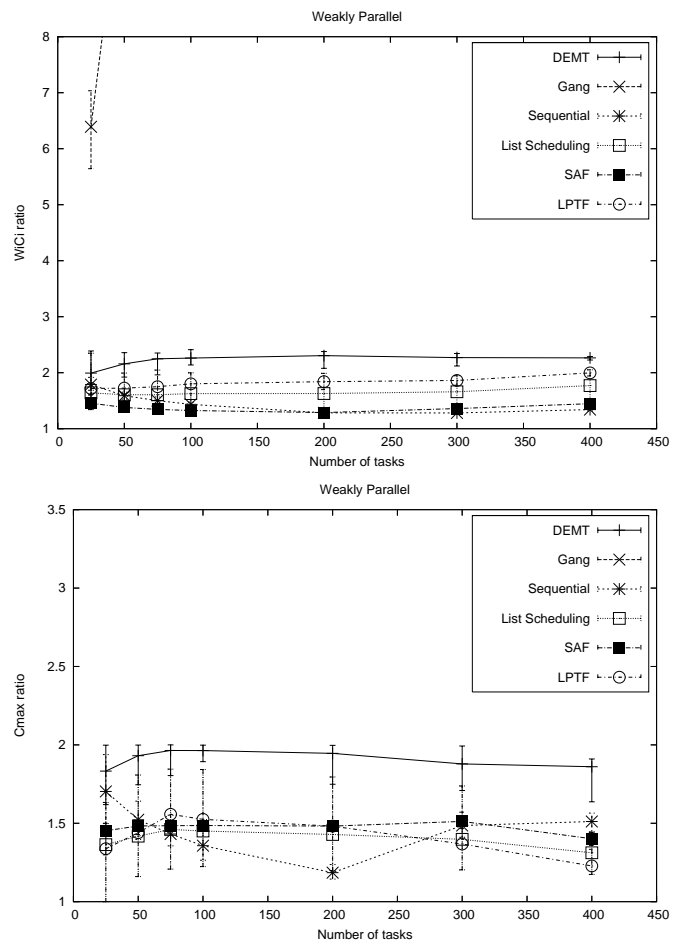 Weakly Parallel
8
7
6
5
4
3
2
1
WiCi ratio
DEMT
Gang
Sequential
List Scheduling
SAF
LPTF
0 50 100 150 200 250 300 350 400 450
Number of tasks
Weakly Parallel
3.5
3
2.5
2
1.5
1
Cmax ratio
DEMT
Gang
Sequential
List Scheduling
SAF
LPTF
0 50 100 150 200 250 300 350 400 450
Number of tasks